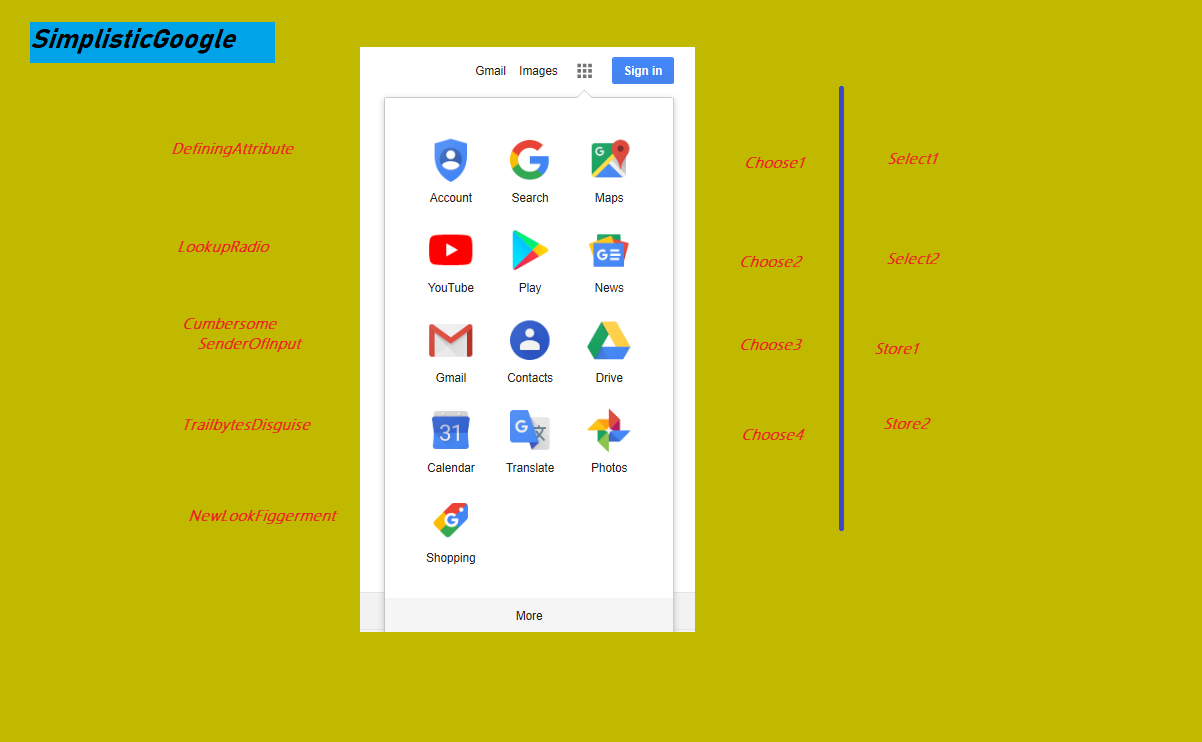 SimplisticGoogle
Gmail Images Sign in
DefiningAttribute
Account Search Maps
Choose1
Select1
LookupRadio
YouTube Play News
Choose2
Select2
Cumbersome
SenderOfInput
Gmail Contacts Drive
Choose3
Store1
TrailbytesDisguise
31
Calendar Translate Photos
Choose4
Store2
NewLookFiggerment
Shopping
More